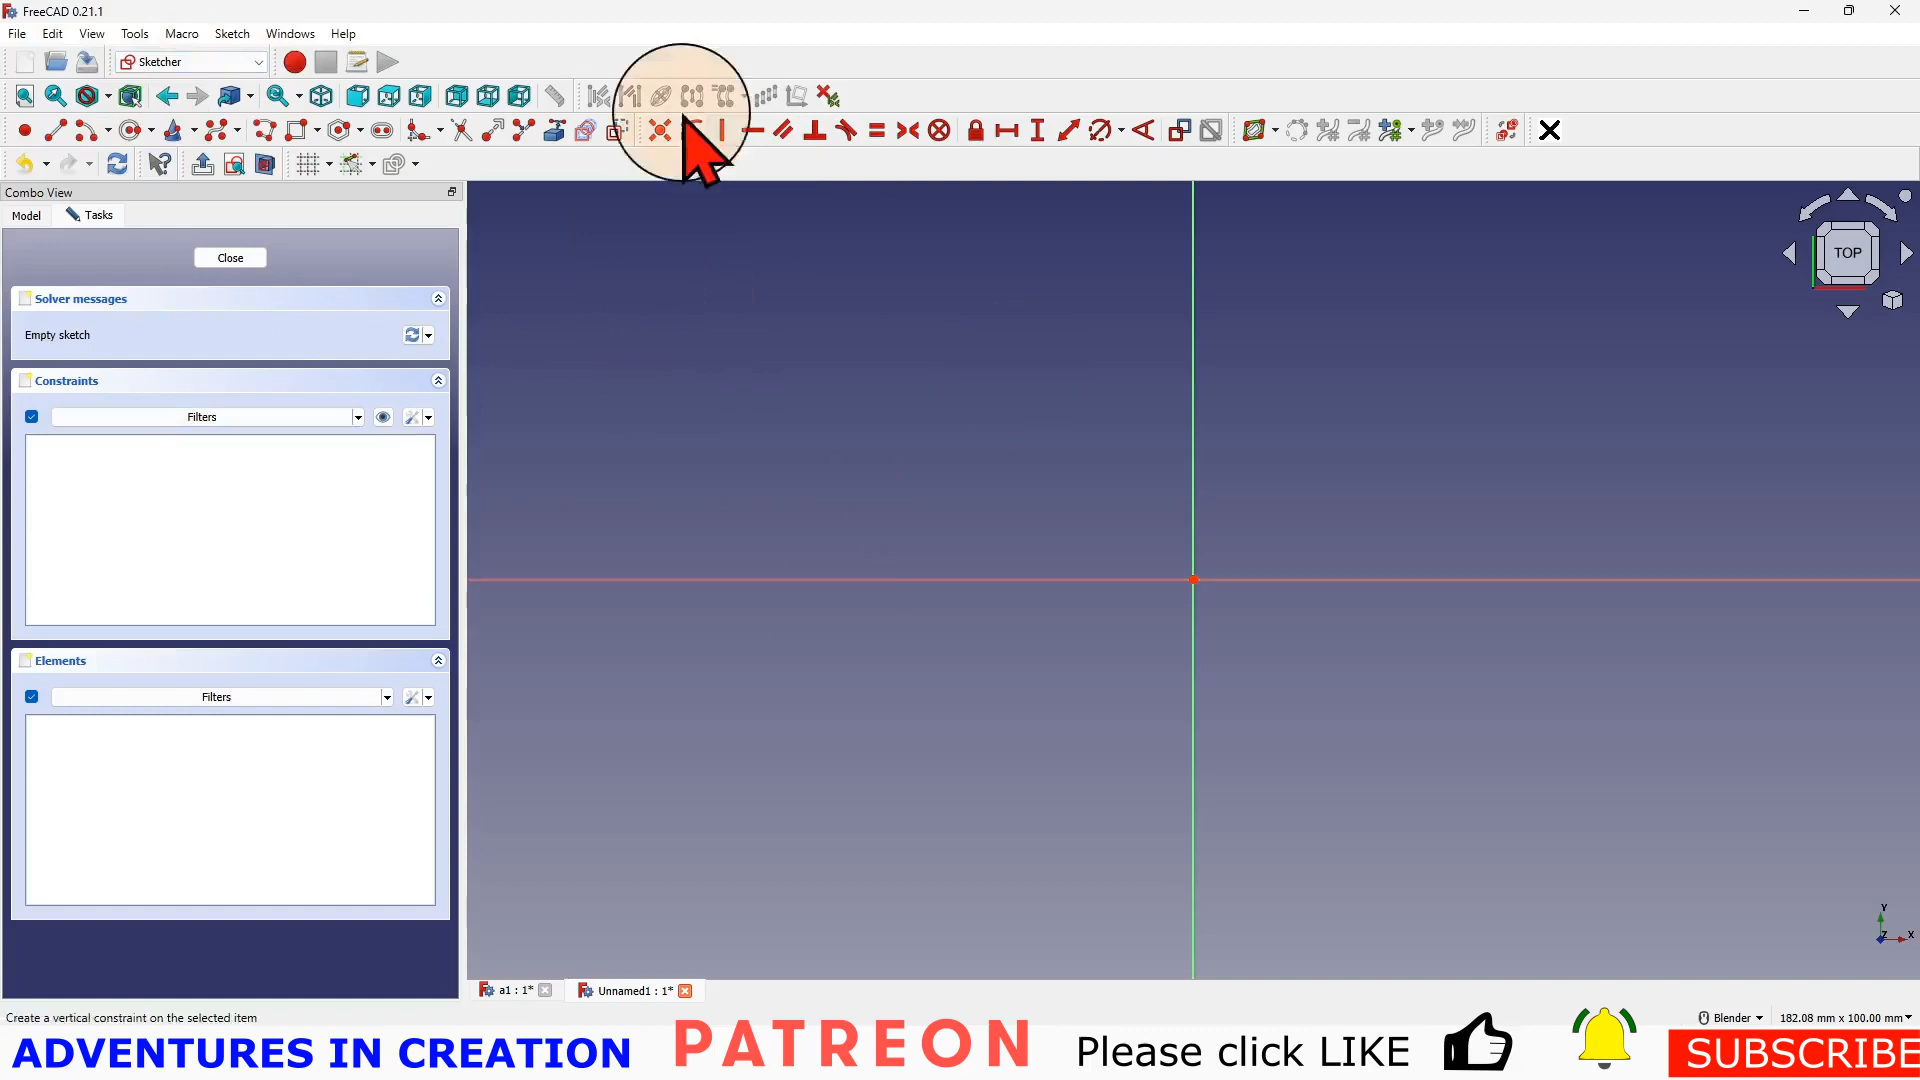 FreeCAD 0.21.1
File Edit View Tools Macro Sketch Windows Help
Sketcher
Combo View
Model Tasks
Close
Solver messages
Empty sketch
Constraints
Filters
Elements
Filters
TOP
Y
Z X
a1 : 1* Unnamed1 : 1*
Create a vertical constraint on the selected item
Blender 182.08 mm x 100.00 mm
ADVENTURES IN CREATION PATREON Please click LIKE SUBSCRIBE